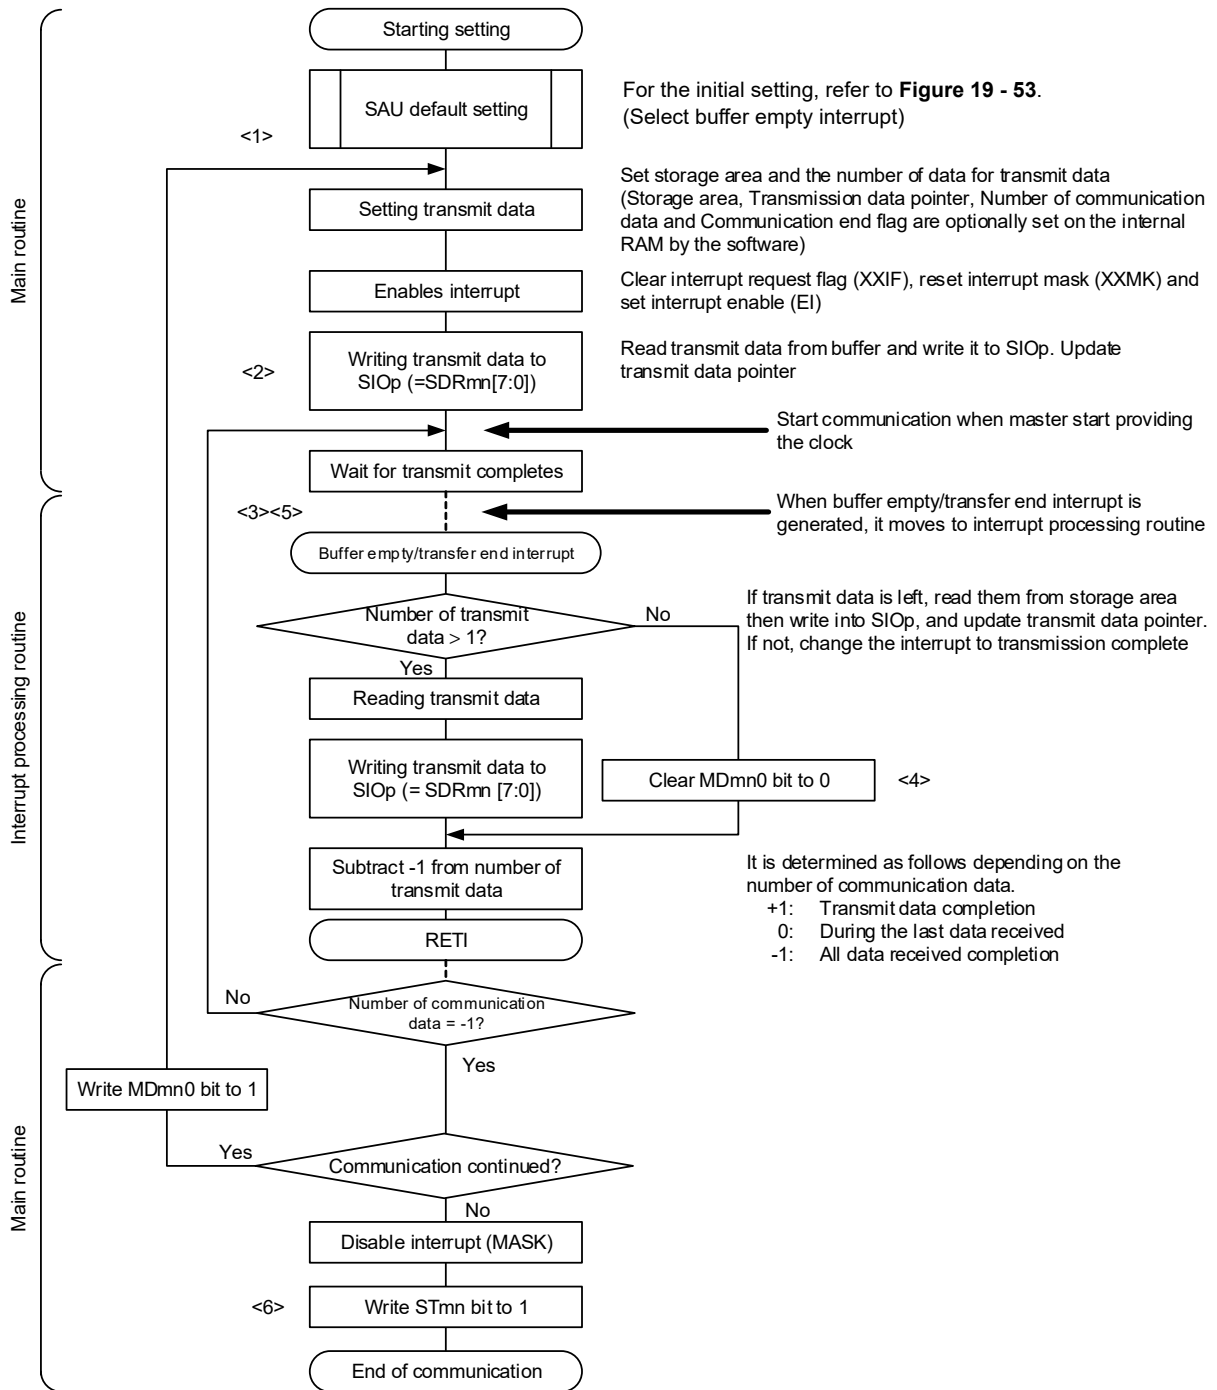 Starting setting
SAU default setting
For the initial setting, refer to Figure 19 - 53.
(Select buffer empty interrupt)
<1>
Main routine
Setting transmit data
Set storage area and the number of data for transmit data
(Storage area, Transmission data pointer, Number of communication
data and Communication end flag are optionally set on the internal
RAM by the software)
Enables interrupt
Clear interrupt request flag (XXIF), reset interrupt mask (XXMK) and
set interrupt enable (EI)
<2>
Writing transmit data to
SIOp (=SDRmn[7:0])
Read transmit data from buffer and write it to SIOp. Update
transmit data pointer
Start communication when master start providing
the clock
Wait for transmit completes
<3><5>
When buffer empty/transfer end interrupt is
generated, it moves to interrupt processing routine
Buffer empty/transfer end interrupt
Interrupt processing routine
Number of transmit
data > 1?
No
Yes
If transmit data is left, read them from storage area
then write into SIOp, and update transmit data pointer.
If not, change the interrupt to transmission complete
Reading transmit data
Writing transmit data to
SIOp (= SDRmn [7:0])
Clear MDmn0 bit to 0
<4>
Subtract -1 from number of
transmit data
It is determined as follows depending on the
number of communication data.
+1: Transmit data completion
0: During the last data received
-1: All data received completion
RETI
Main routine
No
Number of communication
data = -1?
Yes
Write MDmn0 bit to 1
Yes
Communication continued?
No
Disable interrupt (MASK)
<6>
Write STmn bit to 1
End of communication